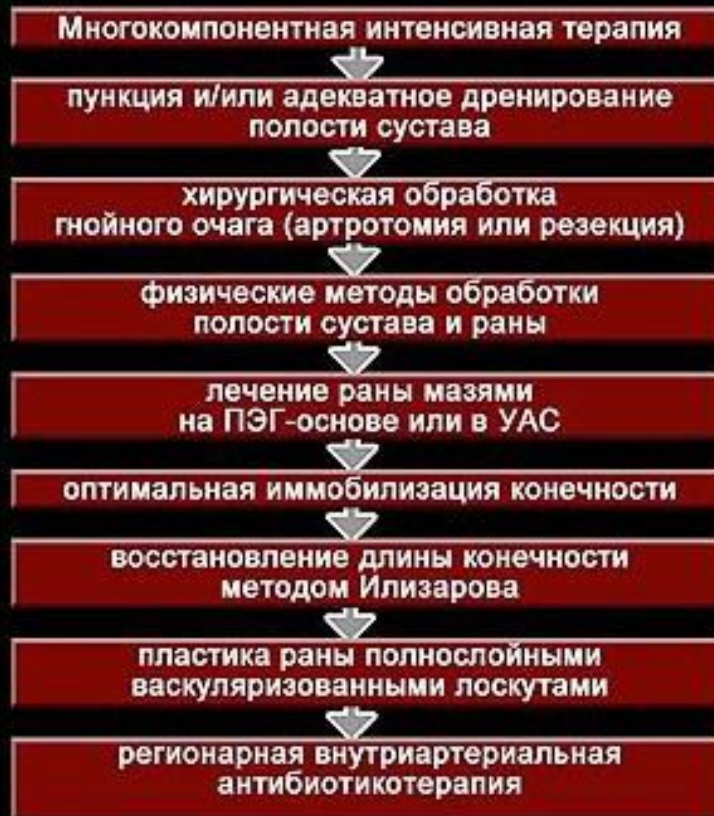 Многокомпонентная интенсивная терапия
пункция и/или адекватное дренирование
полости сустава
хирургическая обработка
гнойного очага (артротомия или резекция)
физические методы обработки
полости сустава и раны
лечение раны мазями
на ПЭГ-основе или в УАС
оптимальная иммобилизация конечности
восстановление длины конечности
методом Илизарова
пластика раны полнослойными
васкуляризованными лоскутами
регионарная внутриартериальная
антибиотикотерапия